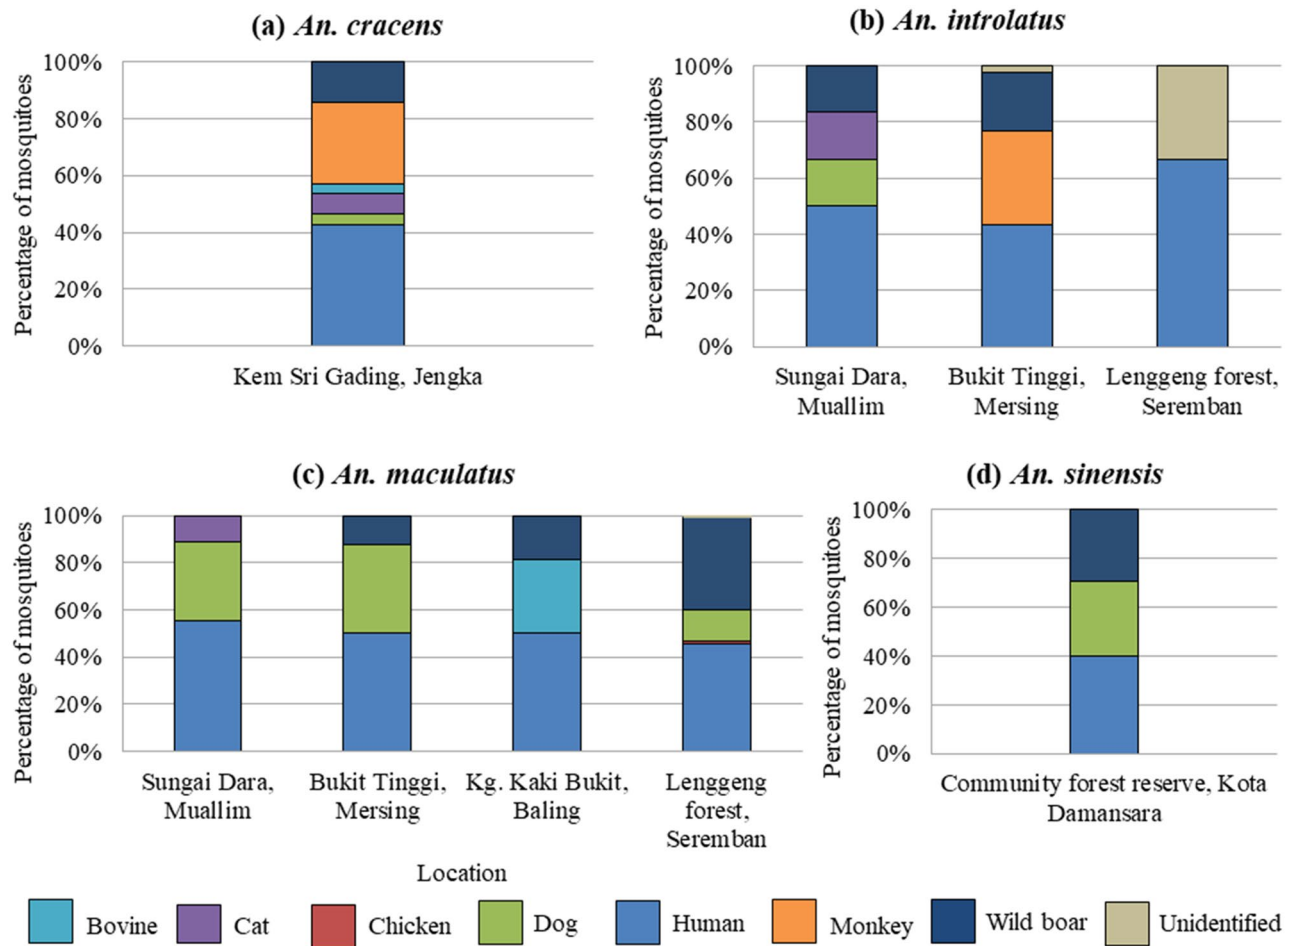 (a) An. cracens
Percentage of mosquitoes
100%
80%
60%
40%
20%
0%
Kem Sri Gading, Jengka
(b) An. introlatus
Percentage of mosquitoes
100%
80%
60%
40%
20%
0%
Sungai Dara,
Muallim
Bukit Tinggi,
Mersing
Lenggeng forest,
Seremban
(c) An. maculatus
Percentage of mosquitoes
100%
80%
60%
40%
20%
0%
Sungai Dara,
Muallim
Bukit Tinggi,
Mersing
Kg. Kaki Bukit,
Baling
Lenggeng
forest,
Seremban
(d) An. sinensis
Percentage of mosquitoes
100%
80%
60%
40%
20%
0%
Community forest reserve, Kota
Damansara
Location
Bovine
Cat
Chicken
Dog
Human
Monkey
Wild boar
Unidentified